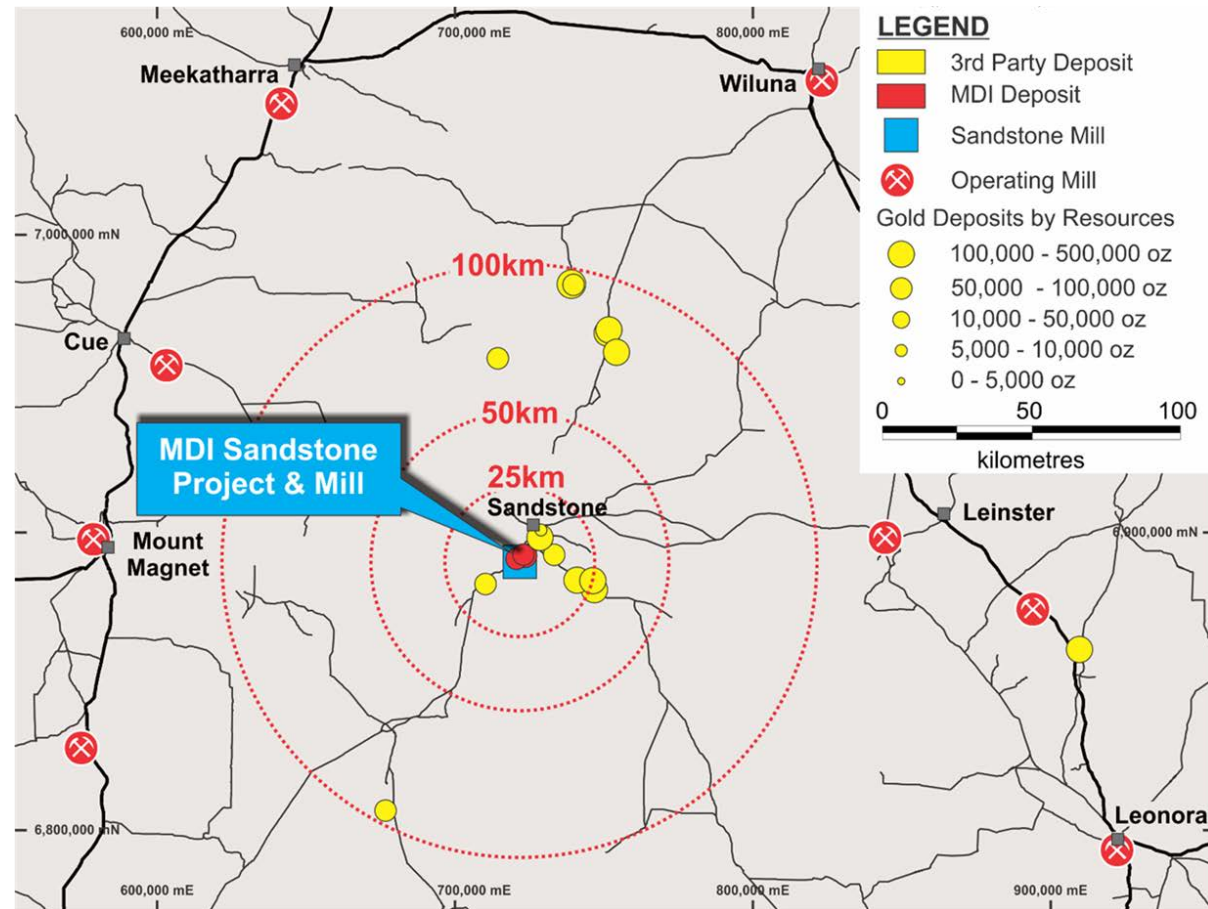 600,000 mE
700,000 mE
800,000 mE
LEGEND
3rd Party Deposit
MDI Deposit
Sandstone Mill
Operating Mill
Gold Deposits by Resources
100,000 - 500,000 oz
50,000 - 100,000 oz
10,000 - 50,000 oz
5,000 - 10,000 oz
0 - 5,000 oz
0
50
100
kilometres
Meekatharra
Wiluna
7,000,000 mN
100km
Cue
50km
MDI Sandstone
Project & Mill
25km
Sandstone
Leinster
6,900,000 mN
Mount
Magnet
6,800,000 mN
Leonora
600,000 mE
700,000 mE
800,000 mE
900,000 mE